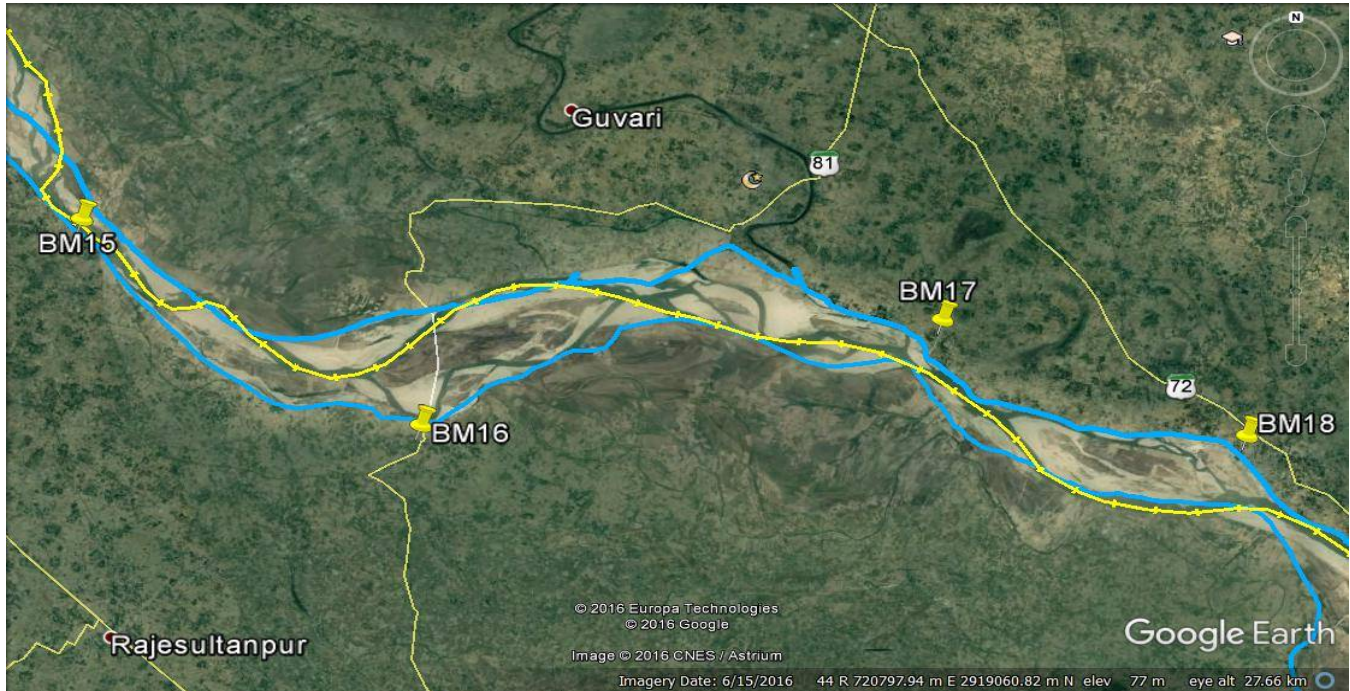 N
Guvari
81
BM15
BM17
72
BM16
BM18
Rajesultanpur
© 2016 Europa Technologies
© 2016 Google
Image © 2016 CNES / Astrium
Google Earth
Imagery Date: 6/15/2016 44 R 720797.94 m E 2919060.82 m N elev 77 m eye alt 27.66 km